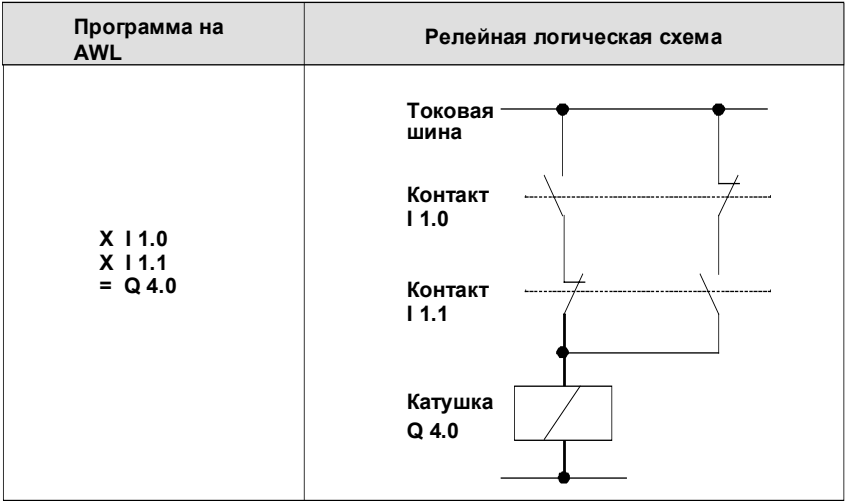 Программа на
AWL
Релейная логическая схема
X I 1.0
X I 1.1
= Q 4.0
Токовая
шина
Контакт
I 1.0
Контакт
I 1.1
Катушка
Q 4.0